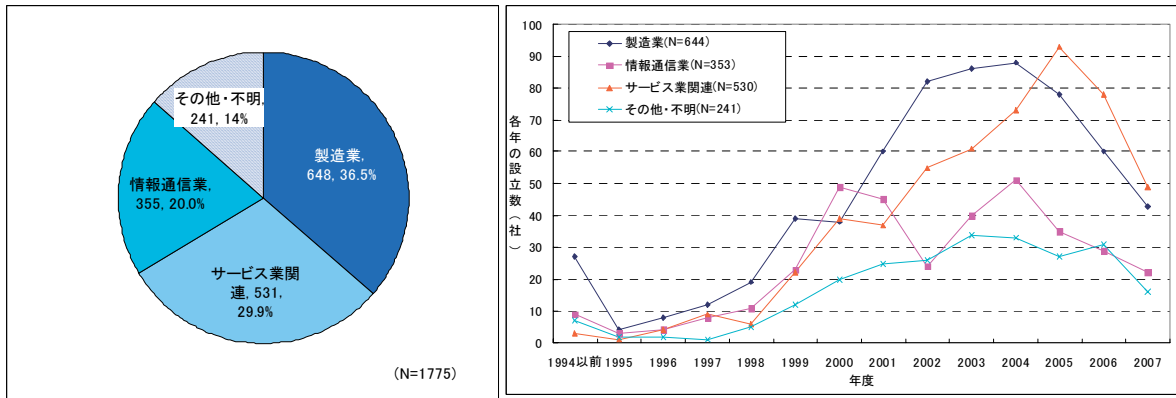 その他・不明,
241, 14%
製造業,
648, 36.5%
情報通信業,
355, 20.0%
サービス業関
連, 531,
29.9%
(N=1775)
製造業(N=644)
情報通信業(N=353)
サービス業関連(N=530)
その他・不明(N=241)
各年の設立数(社)
100
90
80
70
60
50
40
30
20
10
0
1994以前 1995 1996 1997 1998 1999 2000 2001 2002 2003 2004 2005 2006 2007
年度